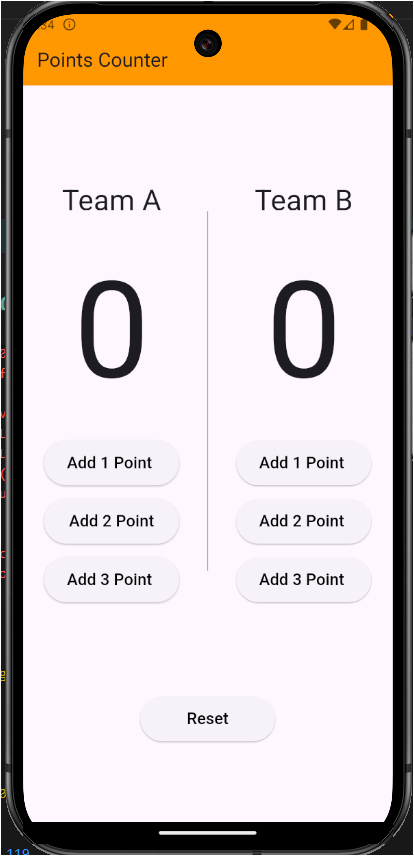 Points Counter
Team A
Team B
0
0
Add 1 Point
Add 1 Point
Add 2 Point
Add 2 Point
Add 3 Point
Add 3 Point
Reset
119